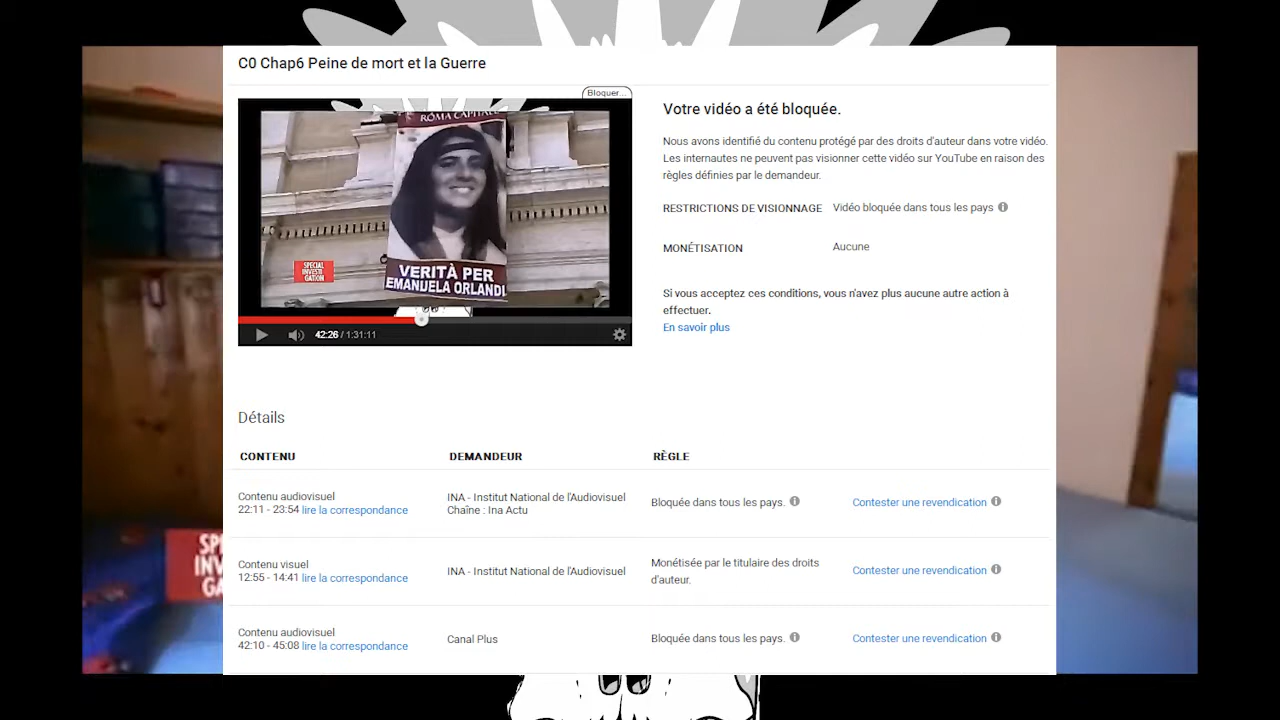 C0 Chap6 Peine de mort et la Guerre
Bloquer...
ROMA CAPITALE
VERITÀ PER
EMANUELA ORLANDI
SPECIAL
INVESTI
GATION
42:26 / 1:31:11
Votre vidéo a été bloquée.
Nous avons identifié du contenu protégé par des droits d'auteur dans votre vidéo.
Les internautes ne peuvent pas visionner cette vidéo sur YouTube en raison des
règles définies par le demandeur.
RESTRICTIONS DE VISIONNAGE Vidéo bloquée dans tous les pays
MONÉTISATION Aucune
Si vous acceptez ces conditions, vous n'avez plus aucune autre action à
effectuer.
En savoir plus
Détails
CONTENU DEMANDEUR RÈGLE
Contenu audiovisuel
22:11 - 23:54 lire la correspondance
INA - Institut National de l'Audiovisuel
Chaîne : Ina Actu
Bloquée dans tous les pays.
Contester une revendication
Contenu visuel
12:55 - 14:41 lire la correspondance
INA - Institut National de l'Audiovisuel
Monétisée par le titulaire des droits
d'auteur.
Contester une revendication
Contenu audiovisuel
42:10 - 45:08 lire la correspondance
Canal Plus
Bloquée dans tous les pays.
Contester une revendication
SP
INV
GA